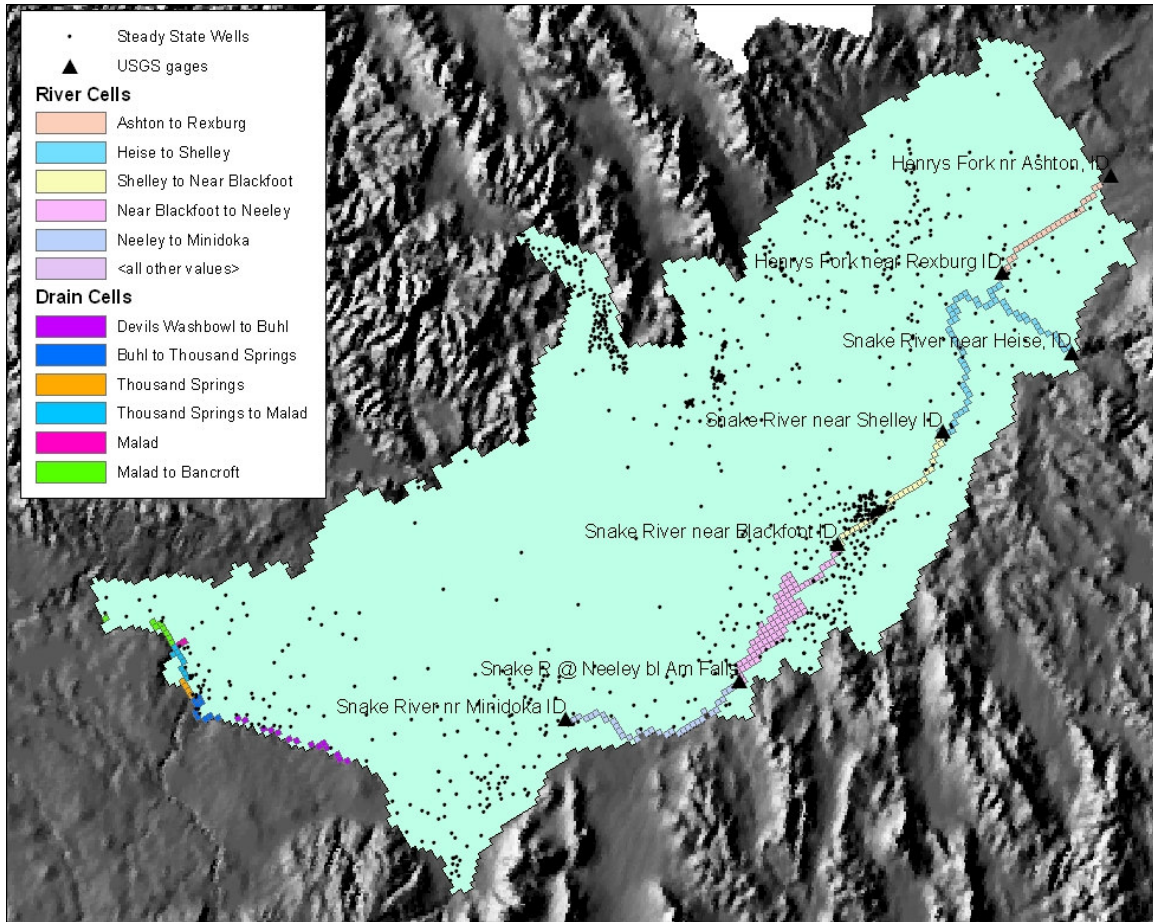 Steady State Wells
USGS gages
River Cells
Ashton to Rexburg
Heise to Shelley
Shelley to Near Blackfoot
Near Blackfoot to Neeley
Neeley to Minidoka
<all other values>
Drain Cells
Devils Washbowl to Buhl
Buhl to Thousand Springs
Thousand Springs
Thousand Springs to Malad
Malad
Malad to Bancroft
Henrys Fork nr Ashton, ID
Henrys Fork near Rexburg ID
Snake River near Heise, ID
Snake River near Shelley ID
Snake River near Blackfoot ID
Snake R @ Neeley bl Am Falls
Snake River nr Minidoka ID